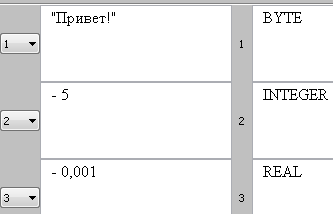 "Привет!" BYTE
1 1
- 5 INTEGER
2 2
- 0,001 REAL
3 3